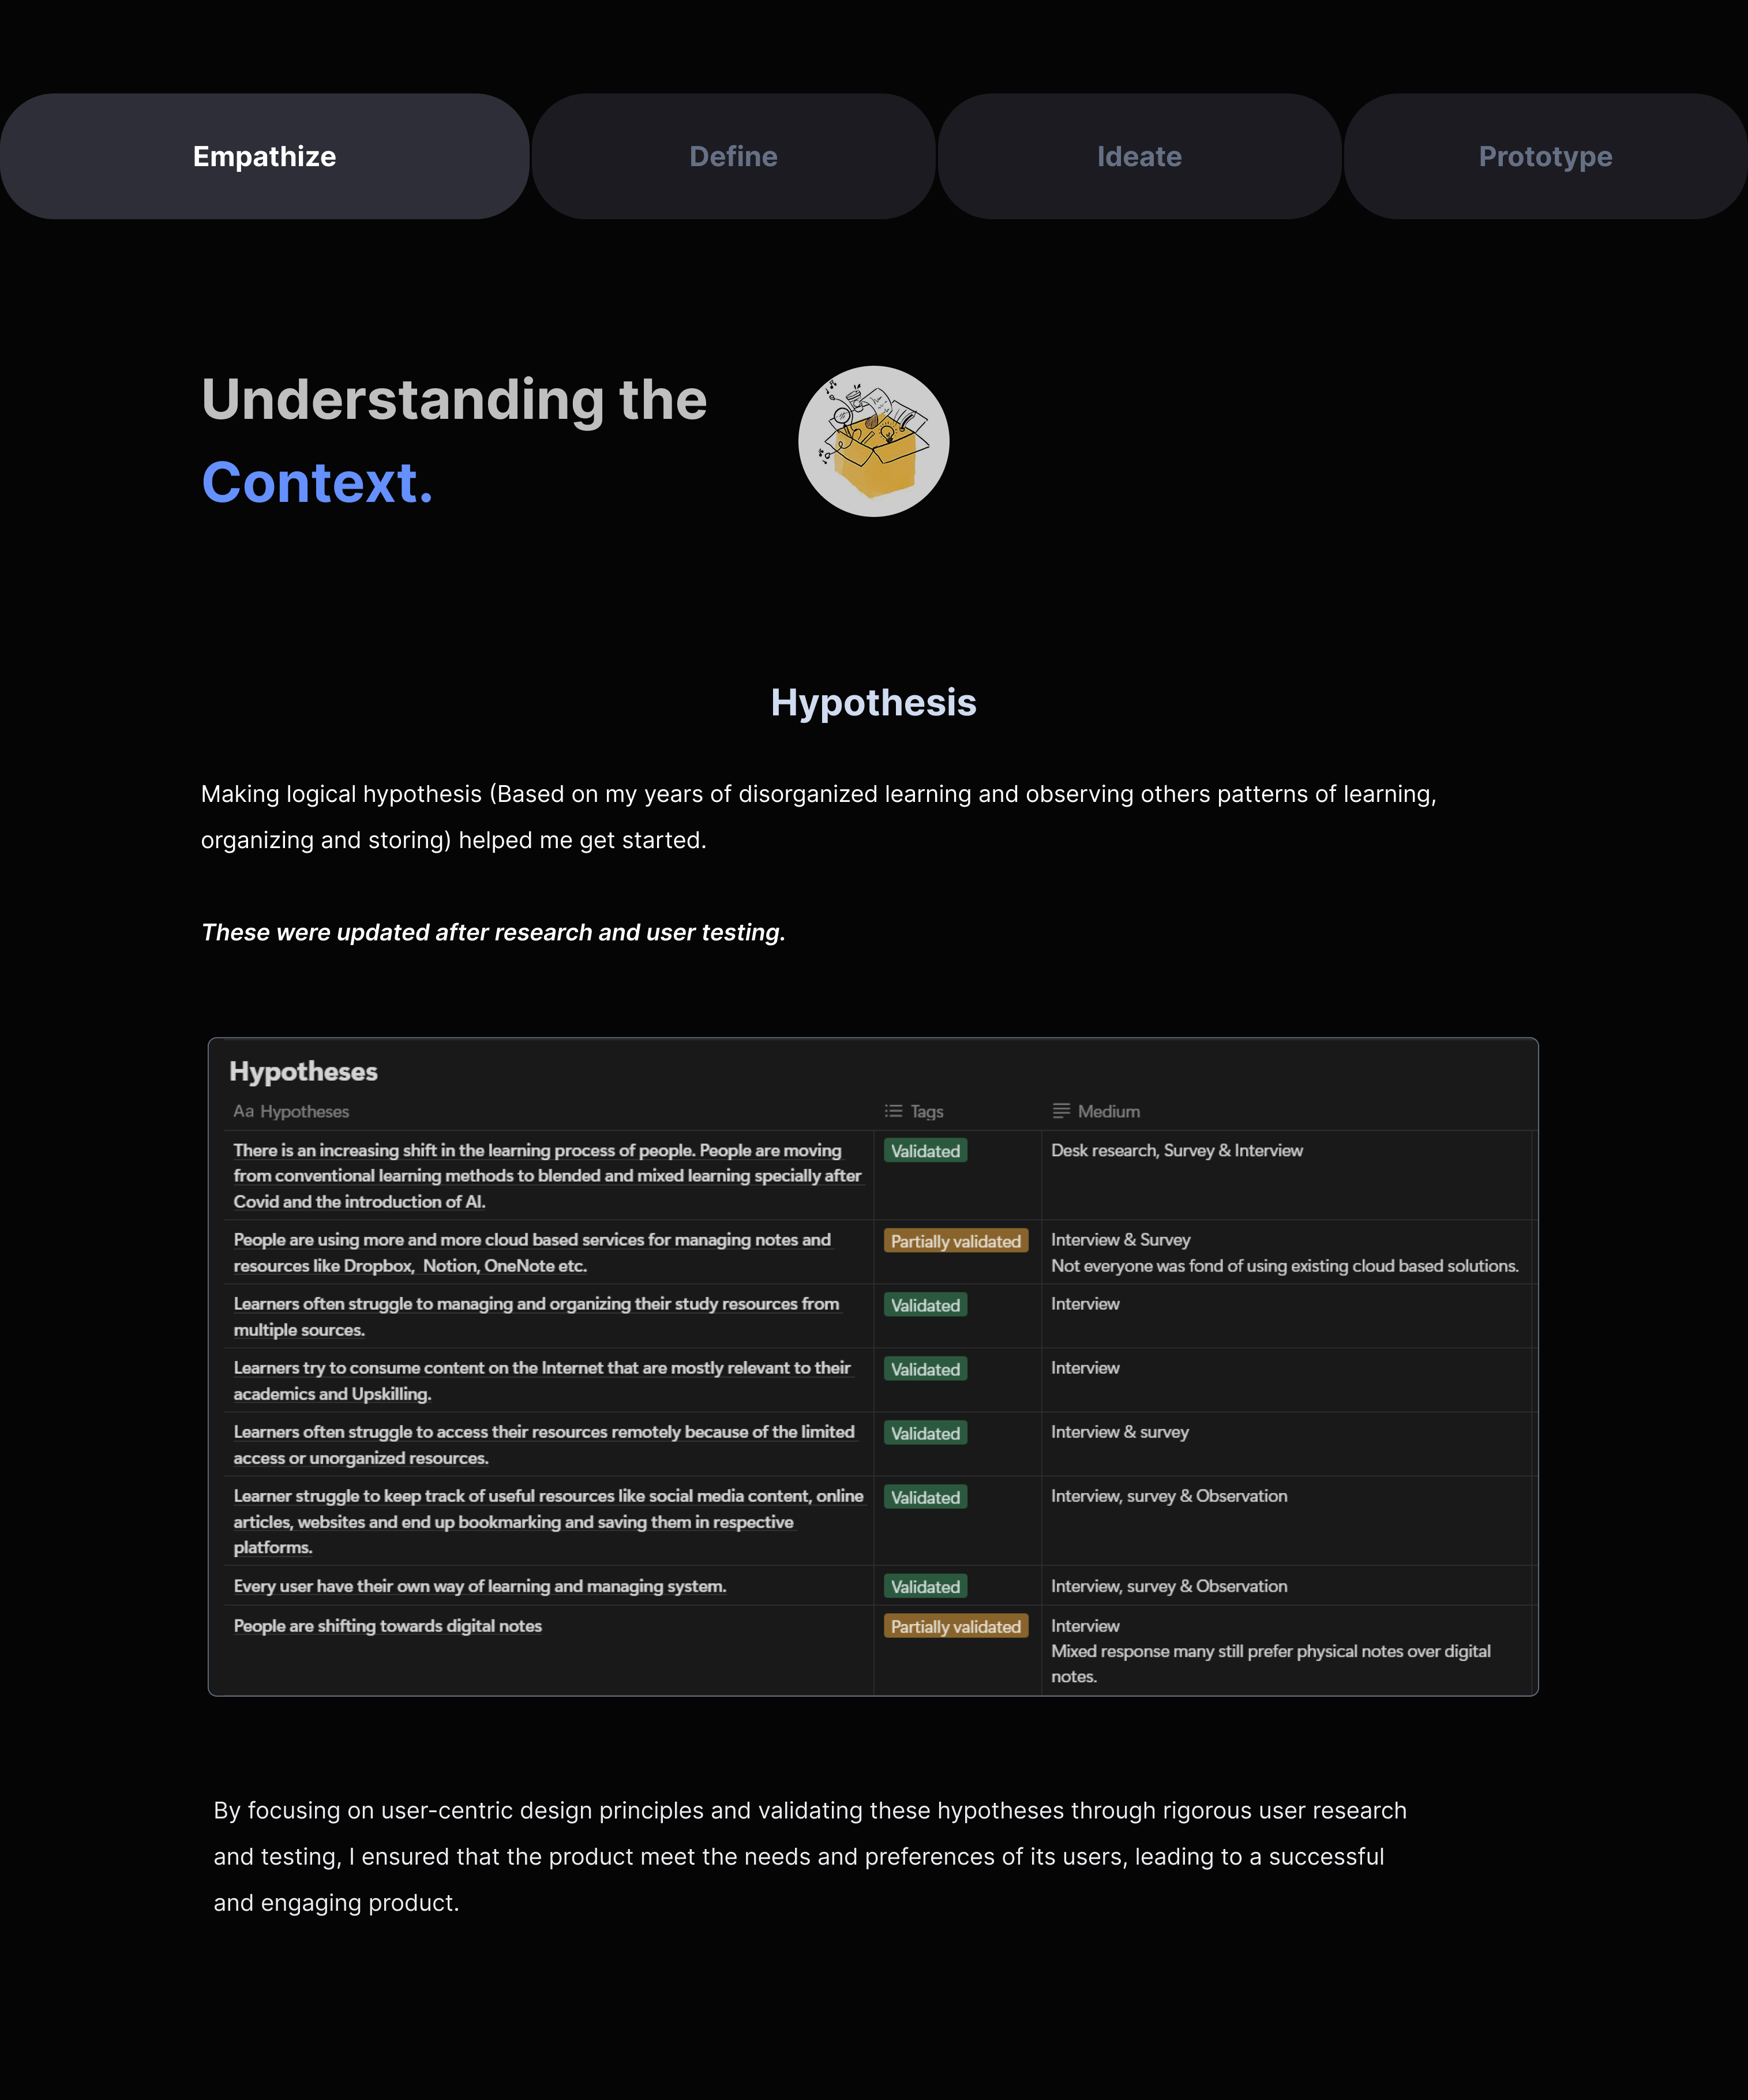 Empathize
Define
Ideate
Prototype
Understanding the
Context.
Hypothesis
Making logical hypothesis (Based on my years of disorganized learning and observing others patterns of learning,
organizing and storing) helped me get started.
These were updated after research and user testing.
Hypotheses
Aa Hypotheses
Tags
Medium
There is an increasing shift in the learning process of people. People are moving
from conventional learning methods to blended and mixed learning specially after
Covid and the introduction of AI.
Validated
Desk research, Survey & Interview
People are using more and more cloud based services for managing notes and
resources like Dropbox, Notion, OneNote etc.
Partially validated
Interview & Survey
Not everyone was fond of using existing cloud based solutions.
Learners often struggle to managing and organizing their study resources from
multiple sources.
Validated
Interview
Learners try to consume content on the Internet that are mostly relevant to their
academics and Upskilling.
Validated
Interview
Learners often struggle to access their resources remotely because of the limited
access or unorganized resources.
Validated
Interview & survey
Learner struggle to keep track of useful resources like social media content, online
articles, websites and end up bookmarking and saving them in respective
platforms.
Validated
Interview, survey & Observation
Every user have their own way of learning and managing system.
Validated
Interview, survey & Observation
People are shifting towards digital notes
Partially validated
Interview
Mixed response many still prefer physical notes over digital
notes.
By focusing on user-centric design principles and validating these hypotheses through rigorous user research
and testing, I ensured that the product meet the needs and preferences of its users, leading to a successful
and engaging product.